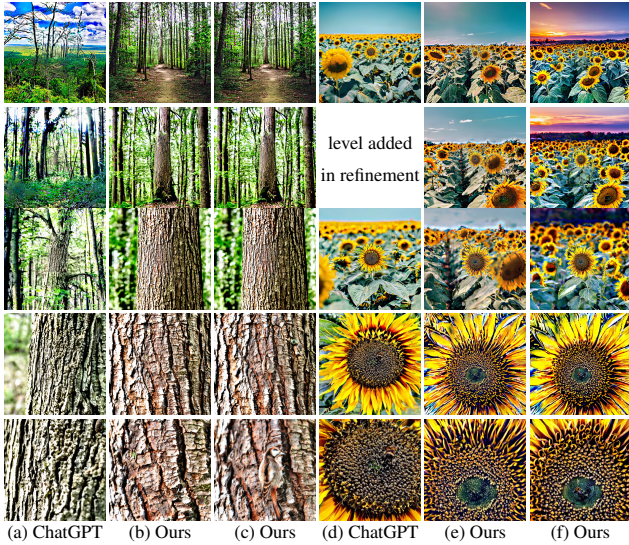 level added
in refinement
(a) ChatGPT (b) Ours (c) Ours (d) ChatGPT (e) Ours (f) Ours